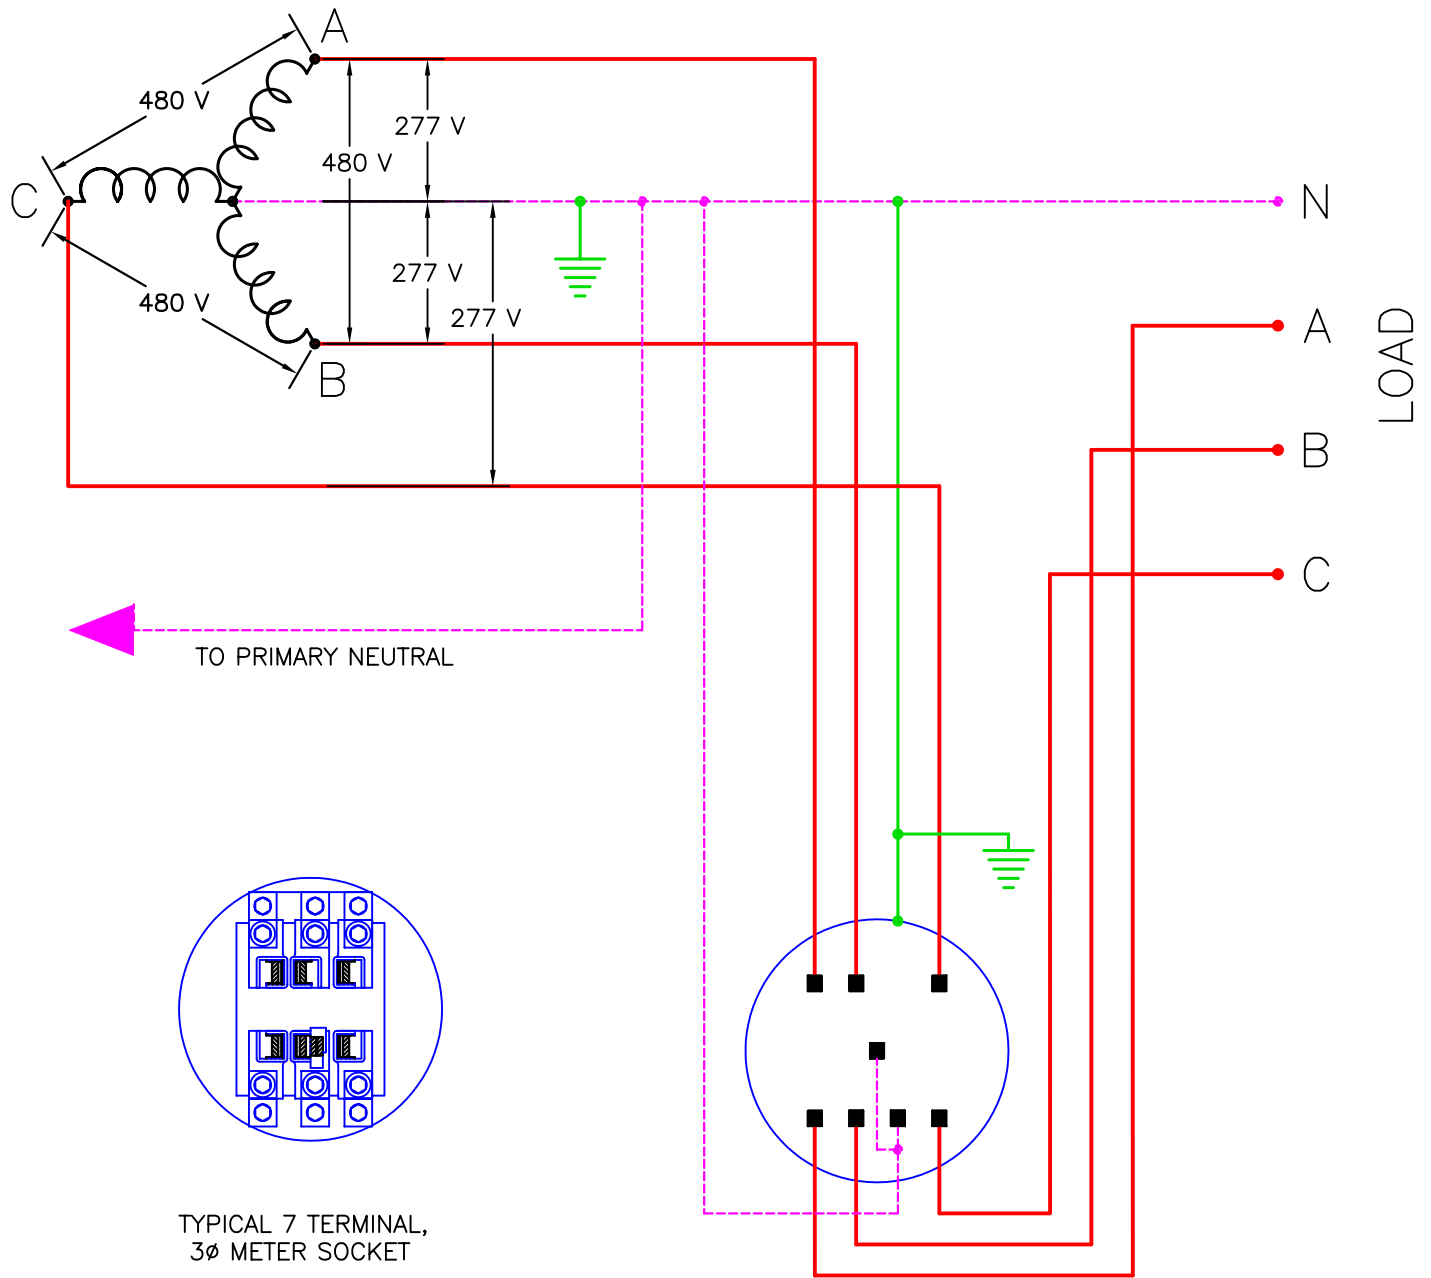 A
480 V
277 V
480 V
C
N
277 V
480 V
277 V
A
LOAD
B
B
C
TO PRIMARY NEUTRAL
TYPICAL 7 TERMINAL,
3ø METER SOCKET